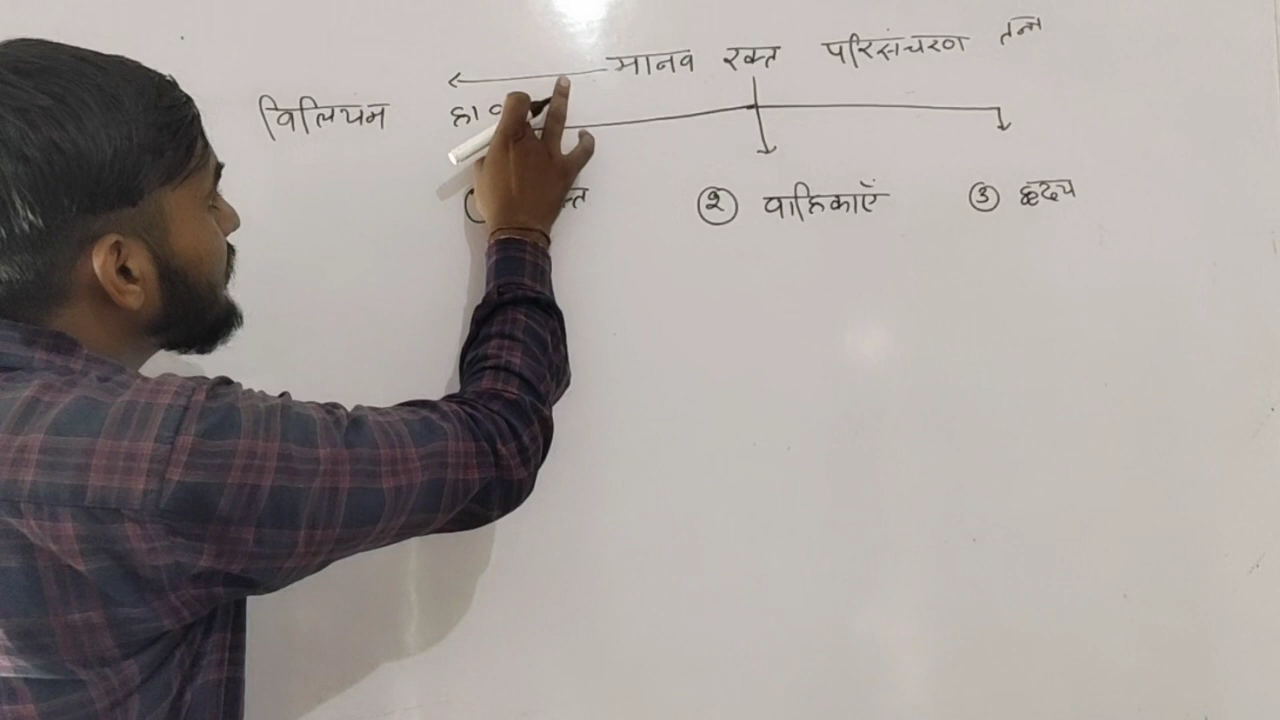 मानव रक्त परिसंचरण तन्त्र
विलियम
② वाहिकाएँ ③ हृदय